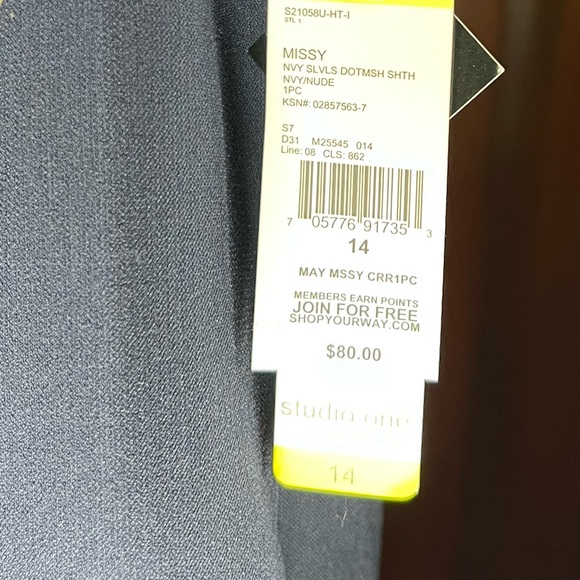 S21058U-HT-I
STL 1
MISSY
NVY SLVLS DOTMSH SHTH
NVY/NUDE
1PC
KSN#: 02857563-7
S7
D31 M25545 014
Line: 08 CLS: 862
7 05776 91735 3
14
MAY MSSY CRR1PC
MEMBERS EARN POINTS
JOIN FOR FREE
SHOPYOURWAY.COM
$80.00
studio one
14